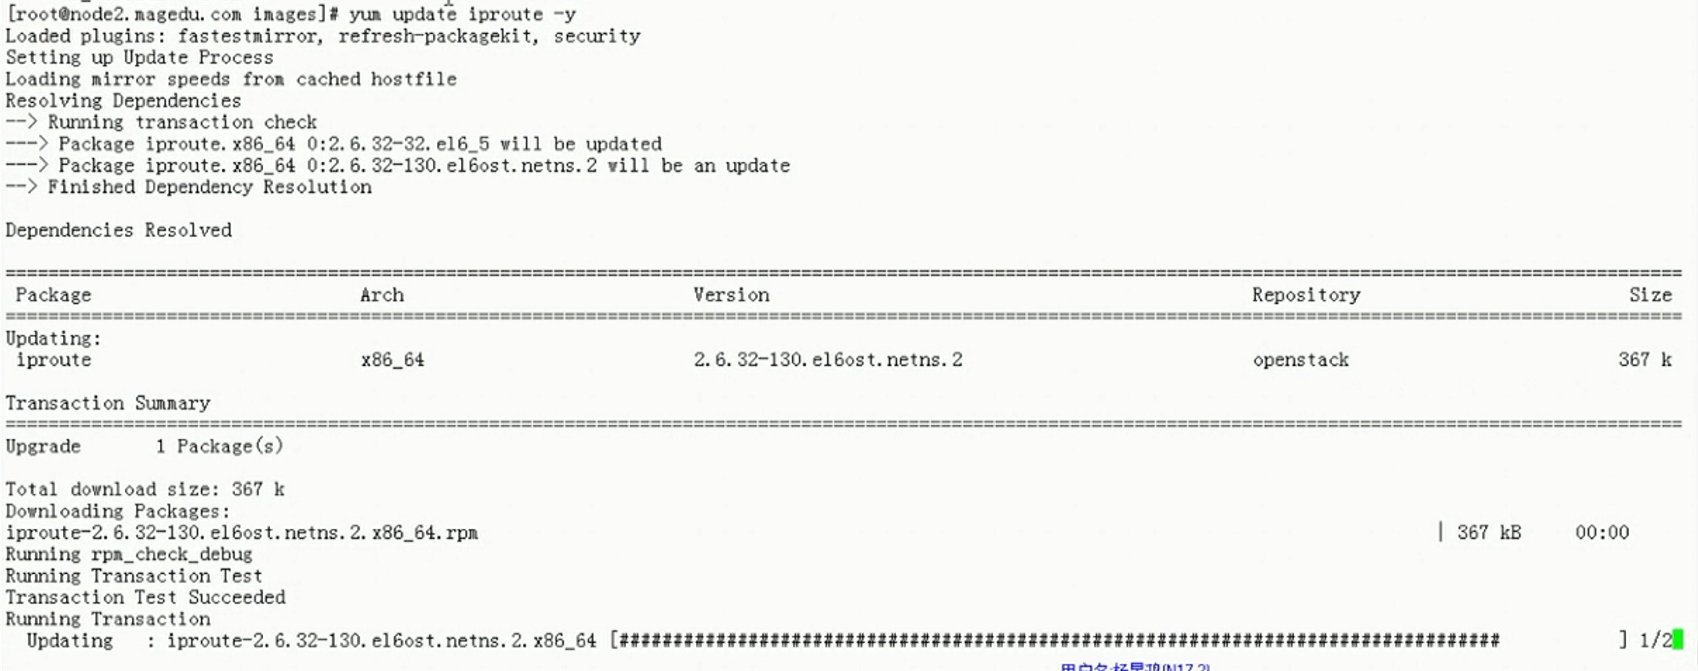 [root@node2.magedu.com images]# yum update iproute -y
Loaded plugins: fastestmirror, refresh-packagekit, security
Setting up Update Process
Loading mirror speeds from cached hostfile
Resolving Dependencies
--> Running transaction check
---> Package iproute.x86_64 0:2.6.32-32.el6_5 will be updated
---> Package iproute.x86_64 0:2.6.32-130.el6ost.netns.2 will be an update
--> Finished Dependency Resolution
Dependencies Resolved
Package Arch Version Repository Size
Updating:
iproute x86_64 2.6.32-130.el6ost.netns.2 openstack 367 k
Transaction Summary
Upgrade 1 Package(s)
Total download size: 367 k
Downloading Packages:
iproute-2.6.32-130.el6ost.netns.2.x86_64.rpm | 367 kB 00:00
Running rpm_check_debug
Running Transaction Test
Transaction Test Succeeded
Running Transaction
Updating : iproute-2.6.32-130.el6ost.netns.2.x86_64 [################################################################################## ] 1/2